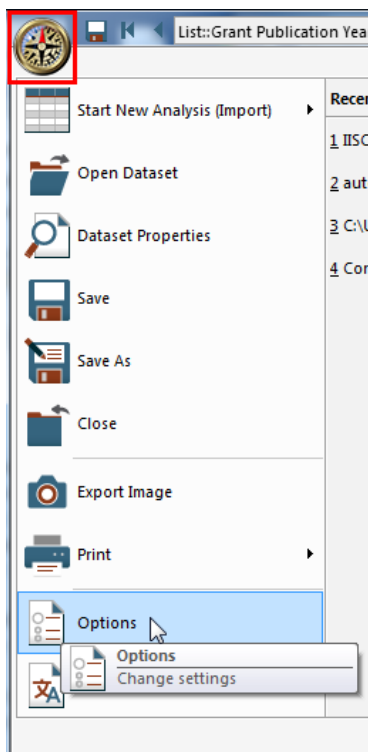 List::Grant Publication Yea
Start New Analysis (Import)
Open Dataset
Dataset Properties
Save
Save As
Close
Export Image
Print
Options
Options
Change settings
Recen
1 IISC
2 aut
3 C:\U
4 Cor